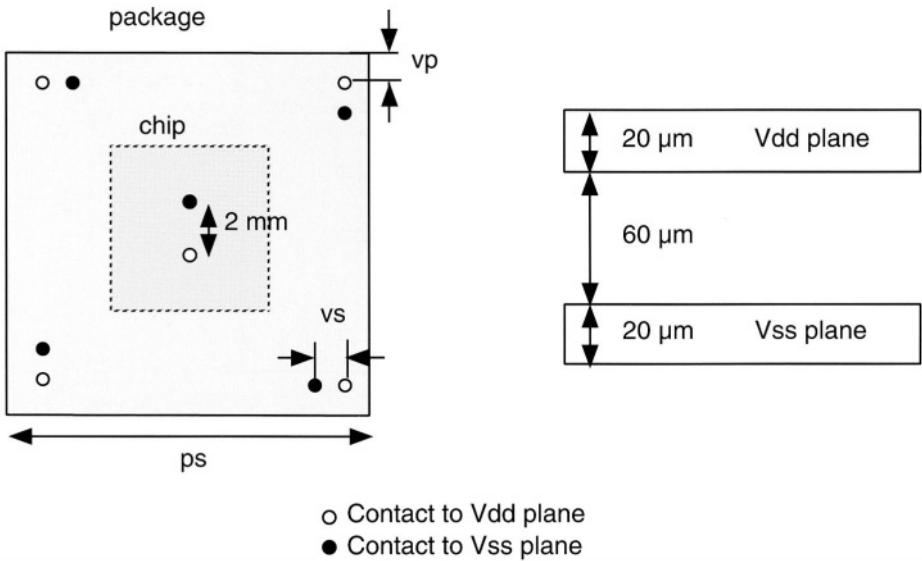 package
vp
chip
2 mm
vs
ps
20 µm Vdd plane
60 µm
20 µm Vss plane
Contact to Vdd plane
Contact to Vss plane